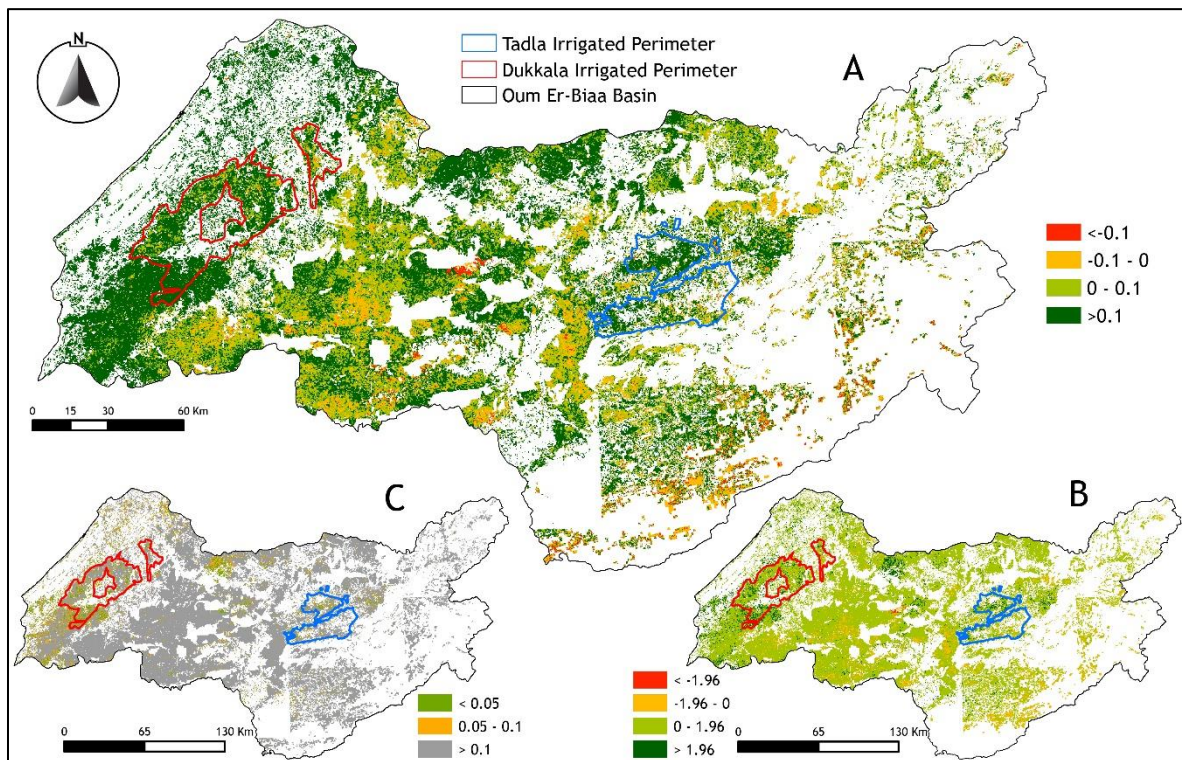 N
Tadla Irrigated Perimeter
Dukkala Irrigated Perimeter
Oum Er-Biaa Basin
A
<-0.1
-0.1 - 0
0 - 0.1
>0.1
0 15 30 60 Km
C
B
< 0.05
0.05 - 0.1
> 0.1
0 65 130 Km
< -1.96
-1.96 - 0
0 - 1.96
> 1.96
0 65 130 Km